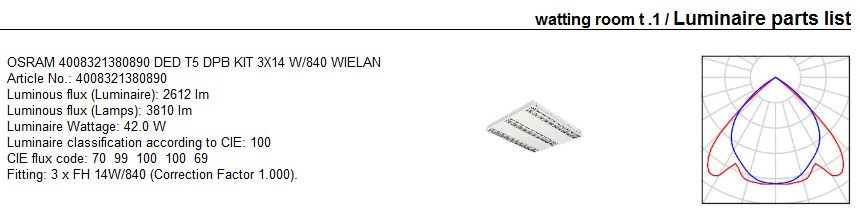 watting room t .1 / Luminaire parts list
OSRAM 4008321380890 DED T5 DPB KIT 3X14 W/840 WIELAN
Article No.: 4008321380890
Luminous flux (Luminaire): 2612 lm
Luminous flux (Lamps): 3810 lm
Luminaire Wattage: 42.0 W
Luminaire classification according to CIE: 100
CIE flux code: 70 99 100 100 69
Fitting: 3 x FH 14W/840 (Correction Factor 1.000).